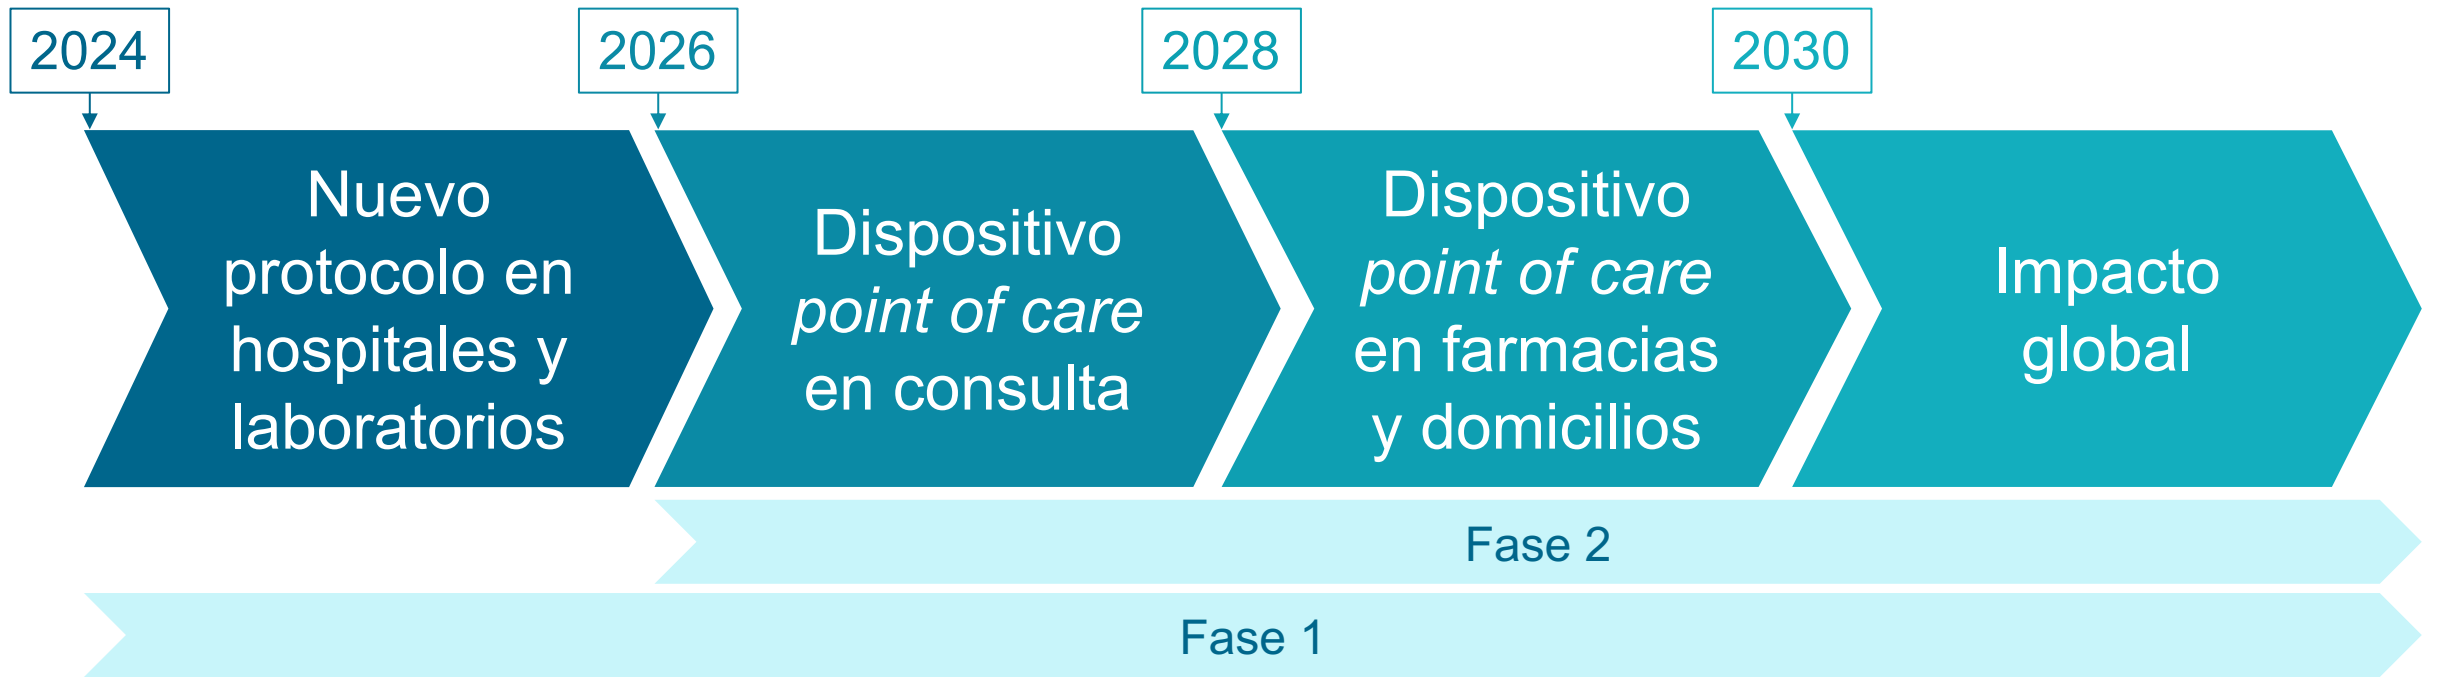 2024
2026
2028
2030
Nuevo
protocolo en
hospitales y
laboratorios
Dispositivo
point of care
en consulta
Dispositivo
point of care
en farmacias
y domicilios
Impacto
global
Fase 2
Fase 1